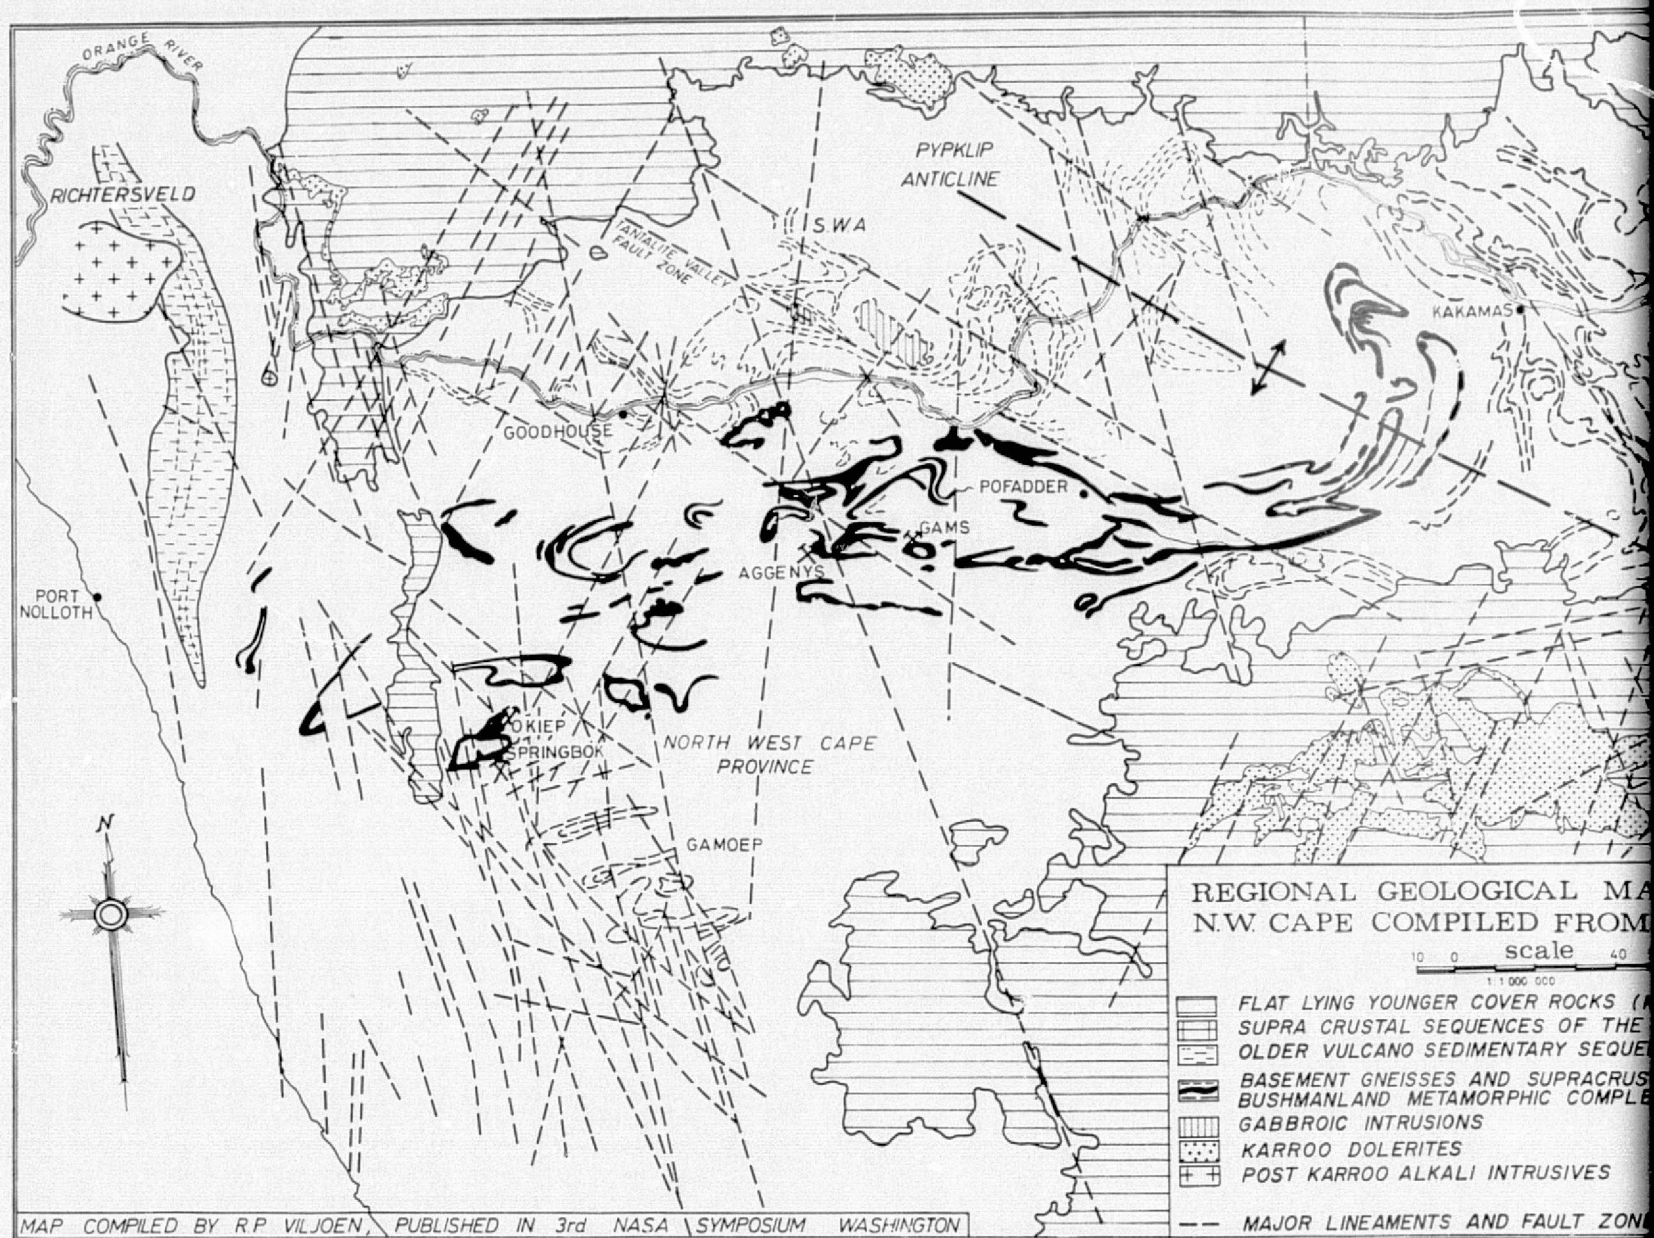 ORANGE RIVER
RICHTERSVELD
PYPKLIP
ANTICLINE
S.W.A
TANTALITE VALLEY
FAULT ZONE
KAKAMAS
GOODHOUSE
POFADDER
GAMS
AGGENYS
PORT
NOLLOTH
OKIEP
SPRINGBOK
NORTH WEST CAPE
PROVINCE
GAMOEP
N
REGIONAL GEOLOGICAL MA
N.W. CAPE COMPILED FROM
scale
10 0 40
1:1 000 000
FLAT LYING YOUNGER COVER ROCKS (
SUPRA CRUSTAL SEQUENCES OF THE
OLDER VULCANO SEDIMENTARY SEQUE
BASEMENT GNEISSES AND SUPRACRUS
BUSHMANLAND METAMORPHIC COMPLE
GABBROIC INTRUSIONS
KARROO DOLERITES
POST KARROO ALKALI INTRUSIVES
MAJOR LINEAMENTS AND FAULT ZON
MAP COMPILED BY R.P. VILJOEN, PUBLISHED IN 3rd NASA SYMPOSIUM WASHINGTON